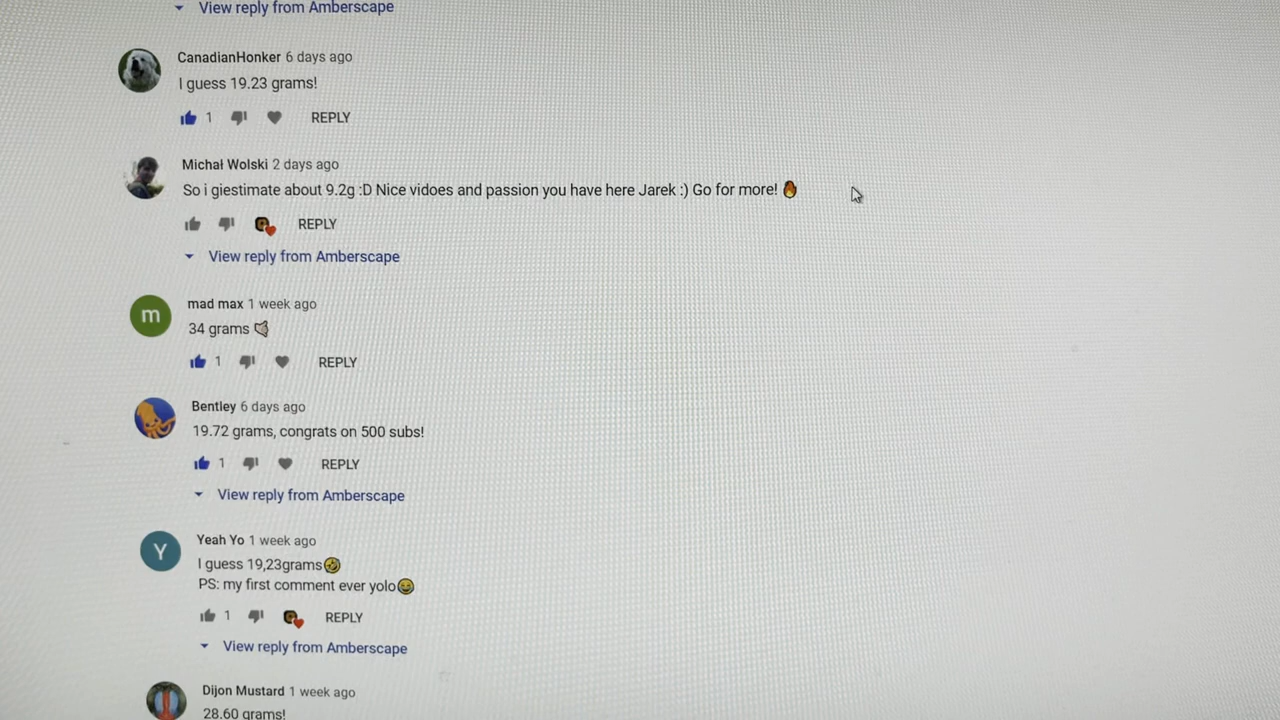 View reply from Amberscape
CanadianHonker 6 days ago
I guess 19.23 grams!
1 REPLY
Michał Wolski 2 days ago
So i giestimate about 9.2g :D Nice vidoes and passion you have here Jarek :) Go for more! 🔥
REPLY
View reply from Amberscape
m
mad max 1 week ago
34 grams
1 REPLY
Bentley 6 days ago
19.72 grams, congrats on 500 subs!
1 REPLY
View reply from Amberscape
Y
Yeah Yo 1 week ago
I guess 19,23grams🤣
PS: my first comment ever yolo😄
1 REPLY
View reply from Amberscape
Dijon Mustard 1 week ago
28.60 grams!